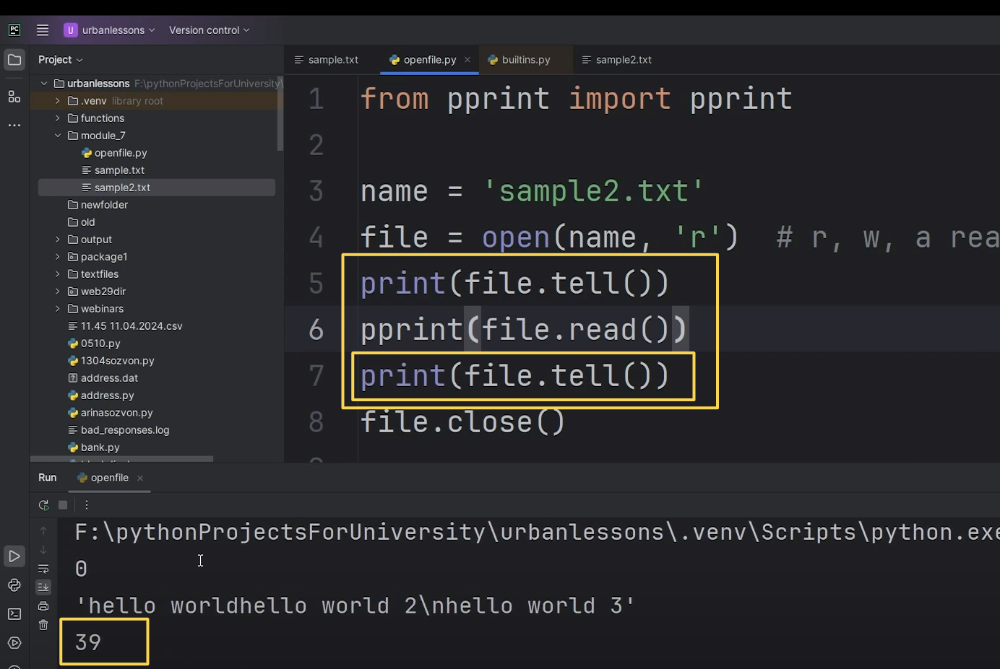 PC
U urbanlessons Version control
Project
sample.txt openfile.py builtins.py sample2.txt
urbanlessons F:\pythonProjectsForUniversity\
.venv library root
functions
module_7
openfile.py
sample.txt
sample2.txt
newfolder
old
output
package1
textfiles
web29dir
webinars
11.45 11.04.2024.csv
0510.py
1304sozvon.py
address.dat
address.py
arinasozvon.py
bad_responses.log
bank.py
1 from pprint import pprint
2
3 name = 'sample2.txt'
4 file = open(name, 'r') # r, w, a rea
5 print(file.tell())
6 pprint(file.read())
7 print(file.tell())
8 file.close()
Run openfile
F:\pythonProjectsForUniversity\urbanlessons\.venv\Scripts\python.exe
0
'hello worldhello world 2\nhello world 3'
39